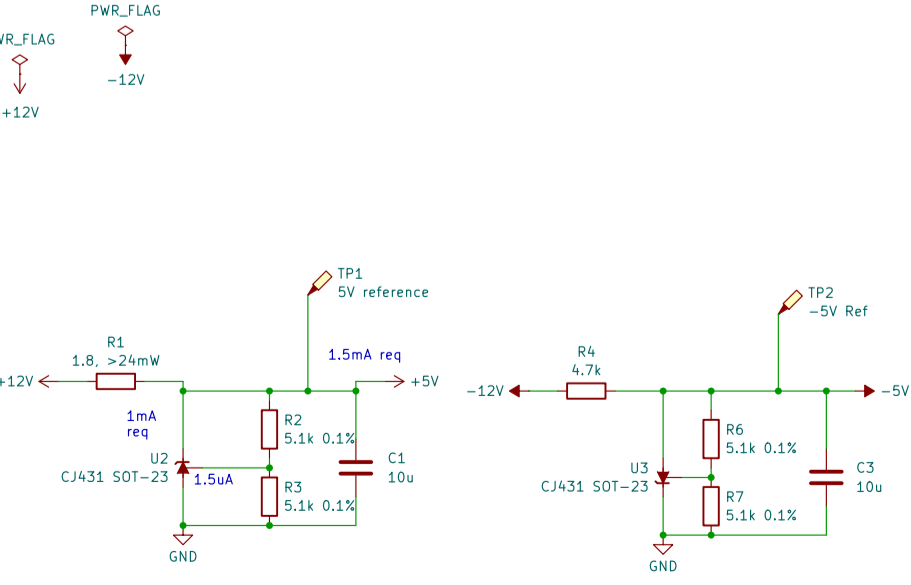 PWR_FLAG
WR_FLAG
-12V
+12V
TP1
5V reference
TP2
-5V Ref
R1
1.8, >24mW
1.5mA req
R4
4.7k
+12V
+5V
-12V
-5V
1mA
req
R2
5.1k 0.1%
R6
5.1k 0.1%
U2
CJ431 SOT-23
1.5uA
C1
10u
U3
CJ431 SOT-23
C3
10u
R3
5.1k 0.1%
R7
5.1k 0.1%
GND
GND